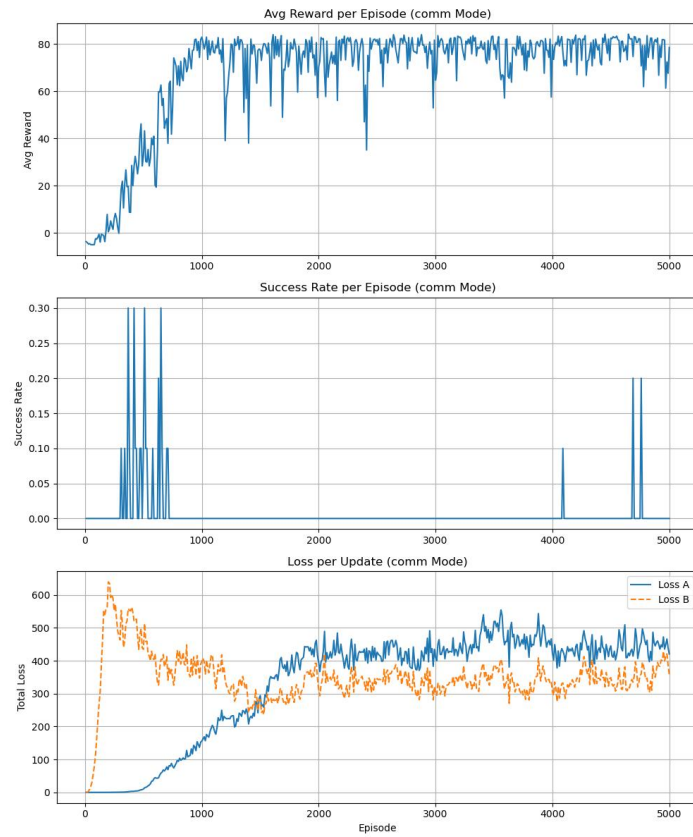 Avg Reward per Episode (comm Mode)
Avg Reward
80
60
40
20
0
0 1000 2000 3000 4000 5000
Success Rate per Episode (comm Mode)
Success Rate
0.30
0.25
0.20
0.15
0.10
0.05
0.00
0 1000 2000 3000 4000 5000
Loss per Update (comm Mode)
Total Loss
600
500
400
300
200
100
0
Loss A
Loss B
0 1000 2000 3000 4000 5000
Episode